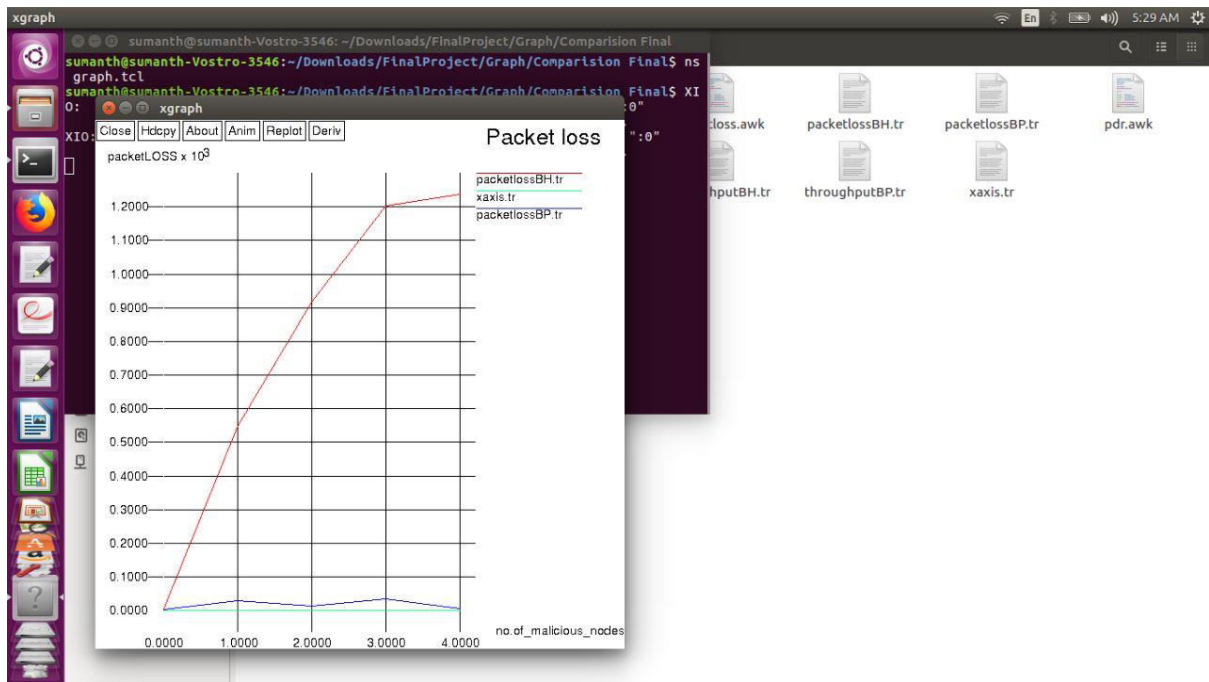 xgraph
En
5:29 AM
sumanth@sumanth-Vostro-3546: ~/Downloads/FinalProject/Graph/Comparision Final
sumanth@sumanth-Vostro-3546:~/Downloads/FinalProject/Graph/Comparision Final$ ns
graph.tcl
sumanth@sumanth-Vostro-3546:~/Downloads/FinalProject/Graph/Comparision Final$ XI
O:
:0"
XIO:
":0"
xgraph
Close Hdcpy About Anim Replot Deriv
Packet loss
packetLOSS x 10³
packetlossBH.tr
xaxis.tr
packetlossBP.tr
1.2000
1.1000
1.0000
0.9000
0.8000
0.7000
0.6000
0.5000
0.4000
0.3000
0.2000
0.1000
0.0000
0.0000 1.0000 2.0000 3.0000 4.0000
no.of_malicious_nodes
loss.awk packetlossBH.tr packetlossBP.tr pdr.awk
hputBH.tr throughputBP.tr xaxis.tr